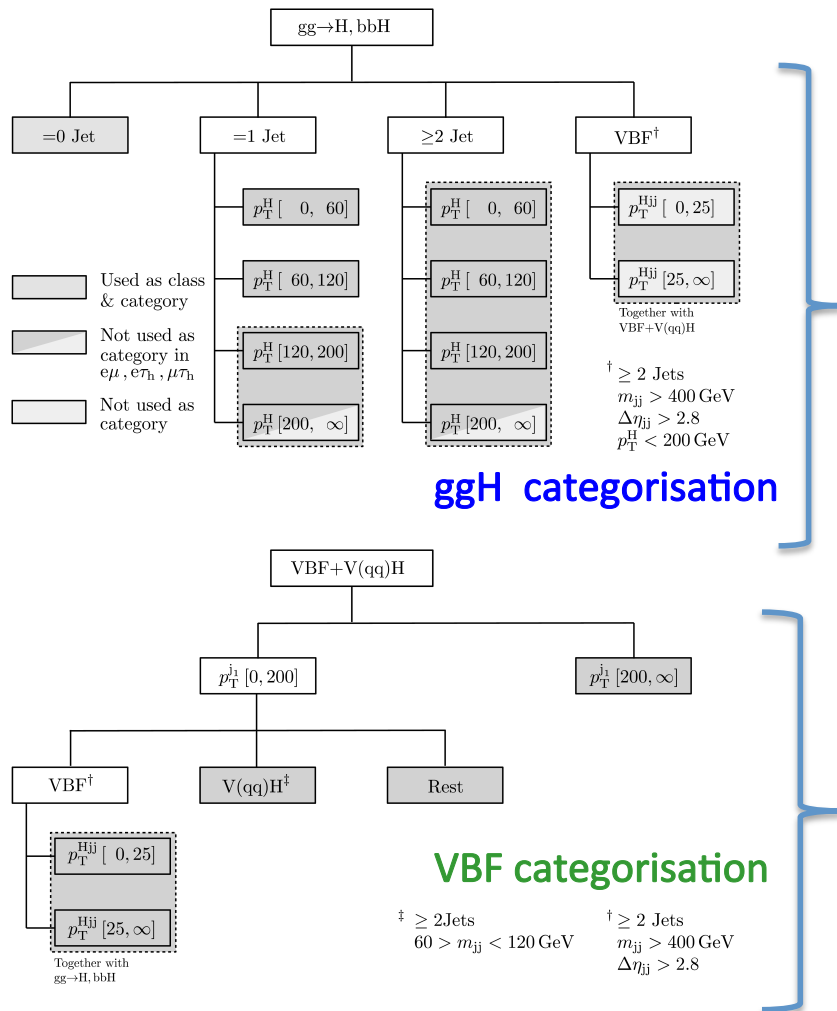 gg→H, bbH
=0 Jet
=1 Jet
≥2 Jet
VBF†
p_T^H [ 0, 60]
p_T^H [ 60, 120]
p_T^H [120, 200]
p_T^H [200, ∞]
p_T^H [ 0, 60]
p_T^H [ 60, 120]
p_T^H [120, 200]
p_T^H [200, ∞]
p_T^Hjj [ 0, 25]
p_T^Hjj [25, ∞]
Together with
VBF+V(qq)H
Used as class
& category
Not used as
category in
eμ , eτ_h , μτ_h
Not used as
category
† ≥ 2 Jets
m_jj > 400 GeV
Δη_jj > 2.8
p_T^H < 200 GeV
ggH categorisation
VBF+V(qq)H
p_T^j₁ [0, 200]
p_T^j₁ [200, ∞]
VBF†
V(qq)H‡
Rest
p_T^Hjj [ 0, 25]
p_T^Hjj [25, ∞]
Together with
gg→H, bbH
VBF categorisation
‡ ≥ 2Jets
60 > m_jj < 120 GeV
† ≥ 2 Jets
m_jj > 400 GeV
Δη_jj > 2.8